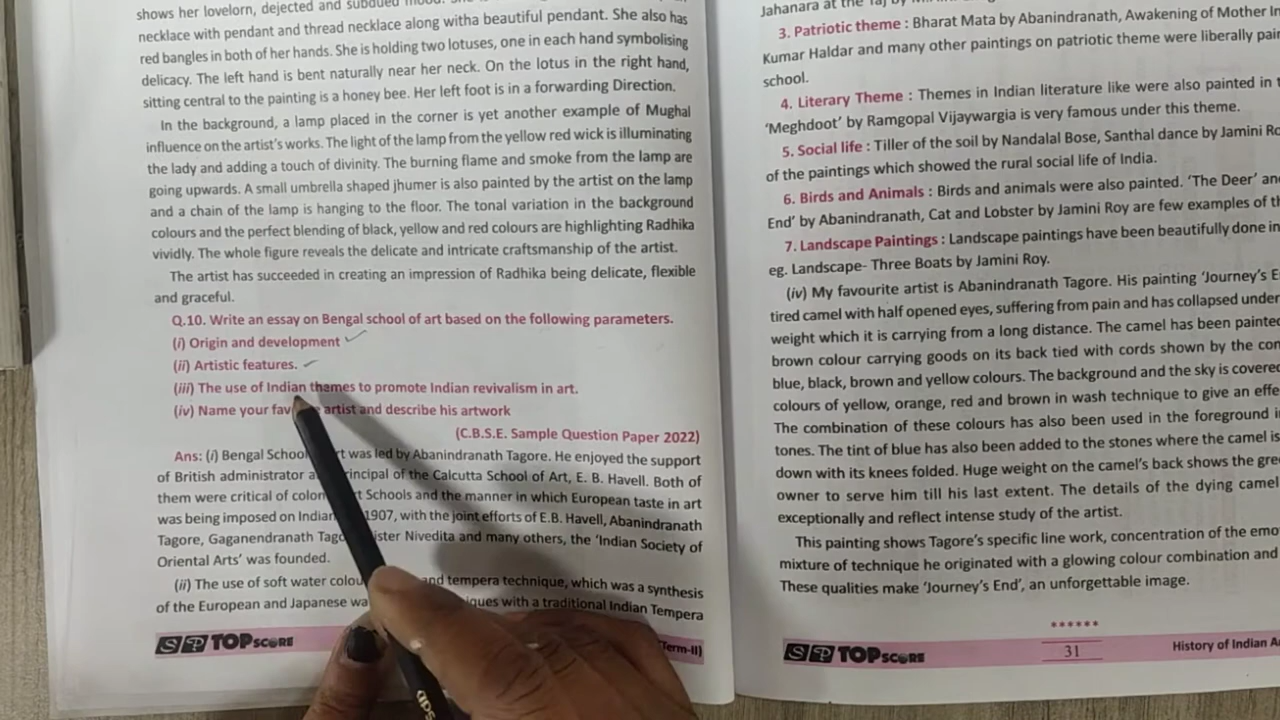 shows her lovelorn, dejected and subdued mood.
necklace with pendant and thread necklace along witha beautiful pendant. She also has
red bangles in both of her hands. She is holding two lotuses, one in each hand symbolising
delicacy. The left hand is bent naturally near her neck. On the lotus in the right hand,
sitting central to the painting is a honey bee. Her left foot is in a forwarding Direction.
In the background, a lamp placed in the corner is yet another example of Mughal
influence on the artist's works. The light of the lamp from the yellow red wick is illuminating
the lady and adding a touch of divinity. The burning flame and smoke from the lamp are
going upwards. A small umbrella shaped jhumer is also painted by the artist on the lamp
and a chain of the lamp is hanging to the floor. The tonal variation in the background
colours and the perfect blending of black, yellow and red colours are highlighting Radhika
vividly. The whole figure reveals the delicate and intricate craftsmanship of the artist.
The artist has succeeded in creating an impression of Radhika being delicate, flexible
and graceful.
Q.10. Write an essay on Bengal school of art based on the following parameters.
(i) Origin and development
(ii) Artistic features.
(iii) The use of Indian themes to promote Indian revivalism in art.
(iv) Name your artist and describe his artwork
(C.B.S.E. Sample Question Paper 2022)
Ans: (i) Bengal School was led by Abanindranath Tagore. He enjoyed the support
of British administrator Principal of the Calcutta School of Art, E. B. Havell. Both of
them were critical of Schools and the manner in which European taste in art
was being imposed on 1907, with the joint efforts of E.B. Havell, Abanindranath
Tagore, Gaganendranath Nivedita and many others, the 'Indian Society of
Oriental Arts' was founded.
(ii) The use of soft water and tempera technique, which was a synthesis
of the European and Japanese with a traditional Indian Tempera
SP TOP SCORE
Term-II)
Jahanara at the Taj by
3. Patriotic theme : Bharat Mata by Abanindranath, Awakening of Mother
Kumar Haldar and many other paintings on patriotic theme were liberally
school.
4. Literary Theme : Themes in Indian literature like were also painted in
'Meghdoot' by Ramgopal Vijaywargia is very famous under this theme.
5. Social life : Tiller of the soil by Nandalal Bose, Santhal dance by Jamini
of the paintings which showed the rural social life of India.
6. Birds and Animals : Birds and animals were also painted. 'The Deer'
End' by Abanindranath, Cat and Lobster by Jamini Roy are few examples of
7. Landscape Paintings : Landscape paintings have been beautifully done in
eg. Landscape- Three Boats by Jamini Roy.
(iv) My favourite artist is Abanindranath Tagore. His painting 'Journey's
tired camel with half opened eyes, suffering from pain and has collapsed under
weight which it is carrying from a long distance. The camel has been painted
brown colour carrying goods on its back tied with cords shown by the
blue, black, brown and yellow colours. The background and the sky is covered
colours of yellow, orange, red and brown in wash technique to give an
The combination of these colours has also been used in the foreground
tones. The tint of blue has also been added to the stones where the camel is
down with its knees folded. Huge weight on the camel's back shows the
owner to serve him till his last extent. The details of the dying camel
exceptionally and reflect intense study of the artist.
This painting shows Tagore's specific line work, concentration of the
mixture of technique he originated with a glowing colour combination and
These qualities make 'Journey's End', an unforgettable image.
******
SP TOP SCORE
31
History of Indian